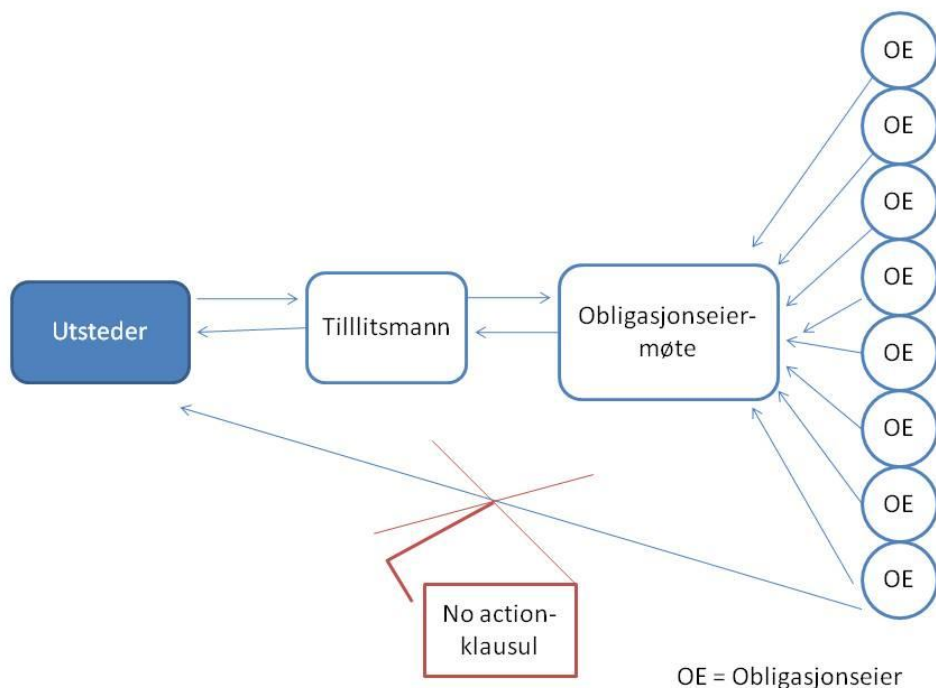 OE
OE
OE
OE
OE
OE
OE
OE
Utsteder
Tilllitsmann
Obligasjonseier-
møte
No action-
klausul
OE = Obligasjonseier